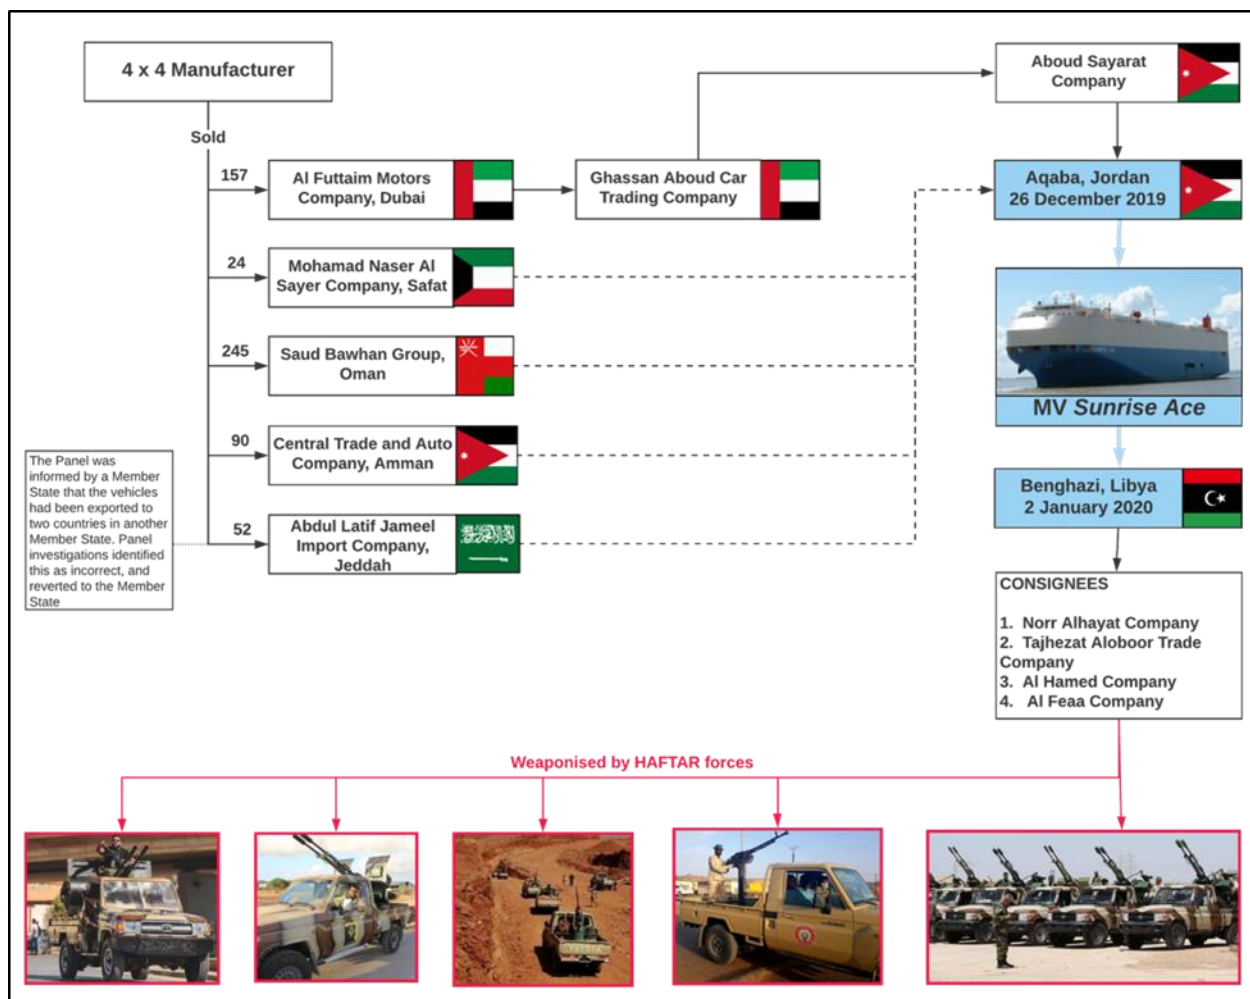 4 x 4 Manufacturer
Sold
157
Al Futtaim Motors
Company, Dubai
Ghassan Aboud Car
Trading Company
Aboud Sayarat
Company
Aqaba, Jordan
26 December 2019
24
Mohamad Naser Al
Sayer Company, Safat
245
Saud Bawhan Group,
Oman
MV Sunrise Ace
90
Central Trade and Auto
Company, Amman
The Panel was
informed by a Member
State that the vehicles
had been exported to
two countries in another
Member State. Panel
investigations identified
this as incorrect, and
reverted to the Member
State
52
Abdul Latif Jameel
Import Company,
Jeddah
Benghazi, Libya
2 January 2020
CONSIGNEES
1. Norr Alhayat Company
2. Tajhezat Aloboor Trade
Company
3. Al Hamed Company
4. Al Feaa Company
Weaponised by HAFTAR forces
TOYOTA